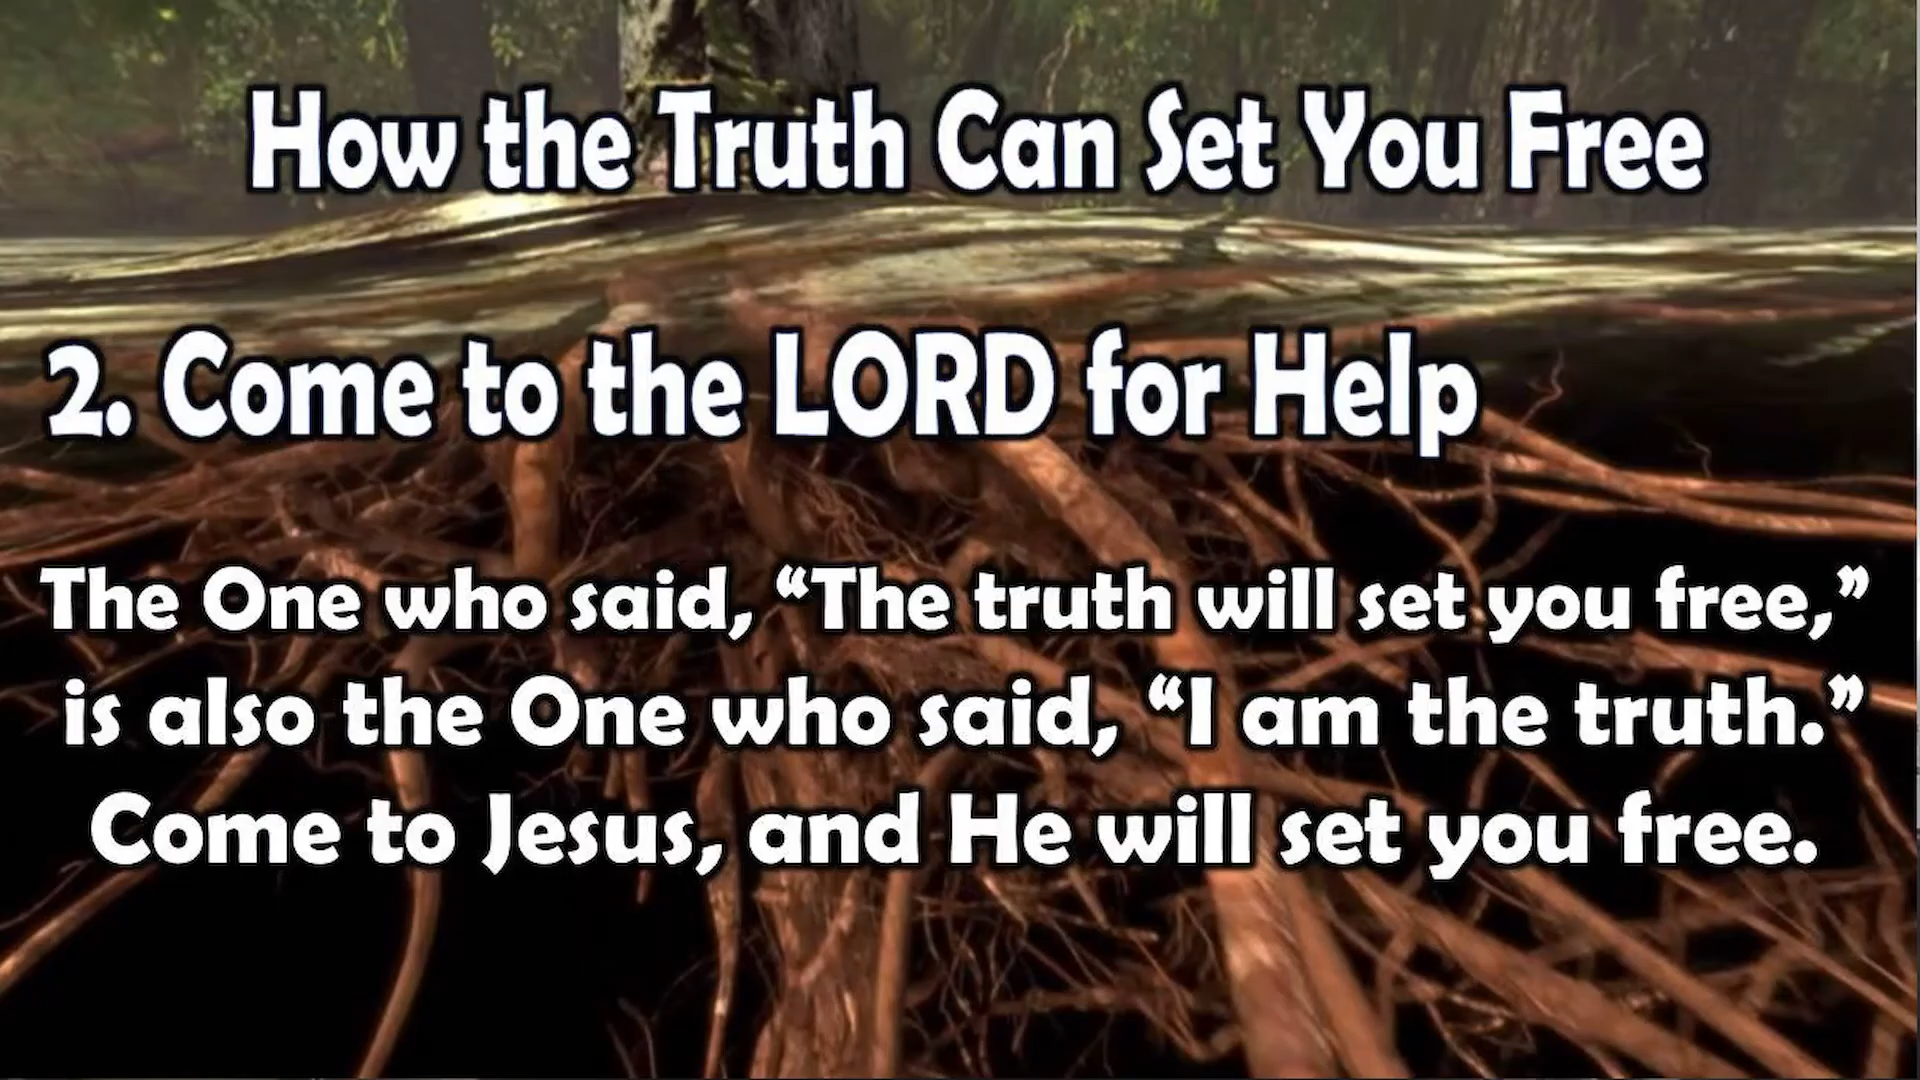 How the Truth Can Set You Free
2. Come to the LORD for Help
The One who said, “The truth will set you free,”
is also the One who said, “I am the truth.”
Come to Jesus, and He will set you free.